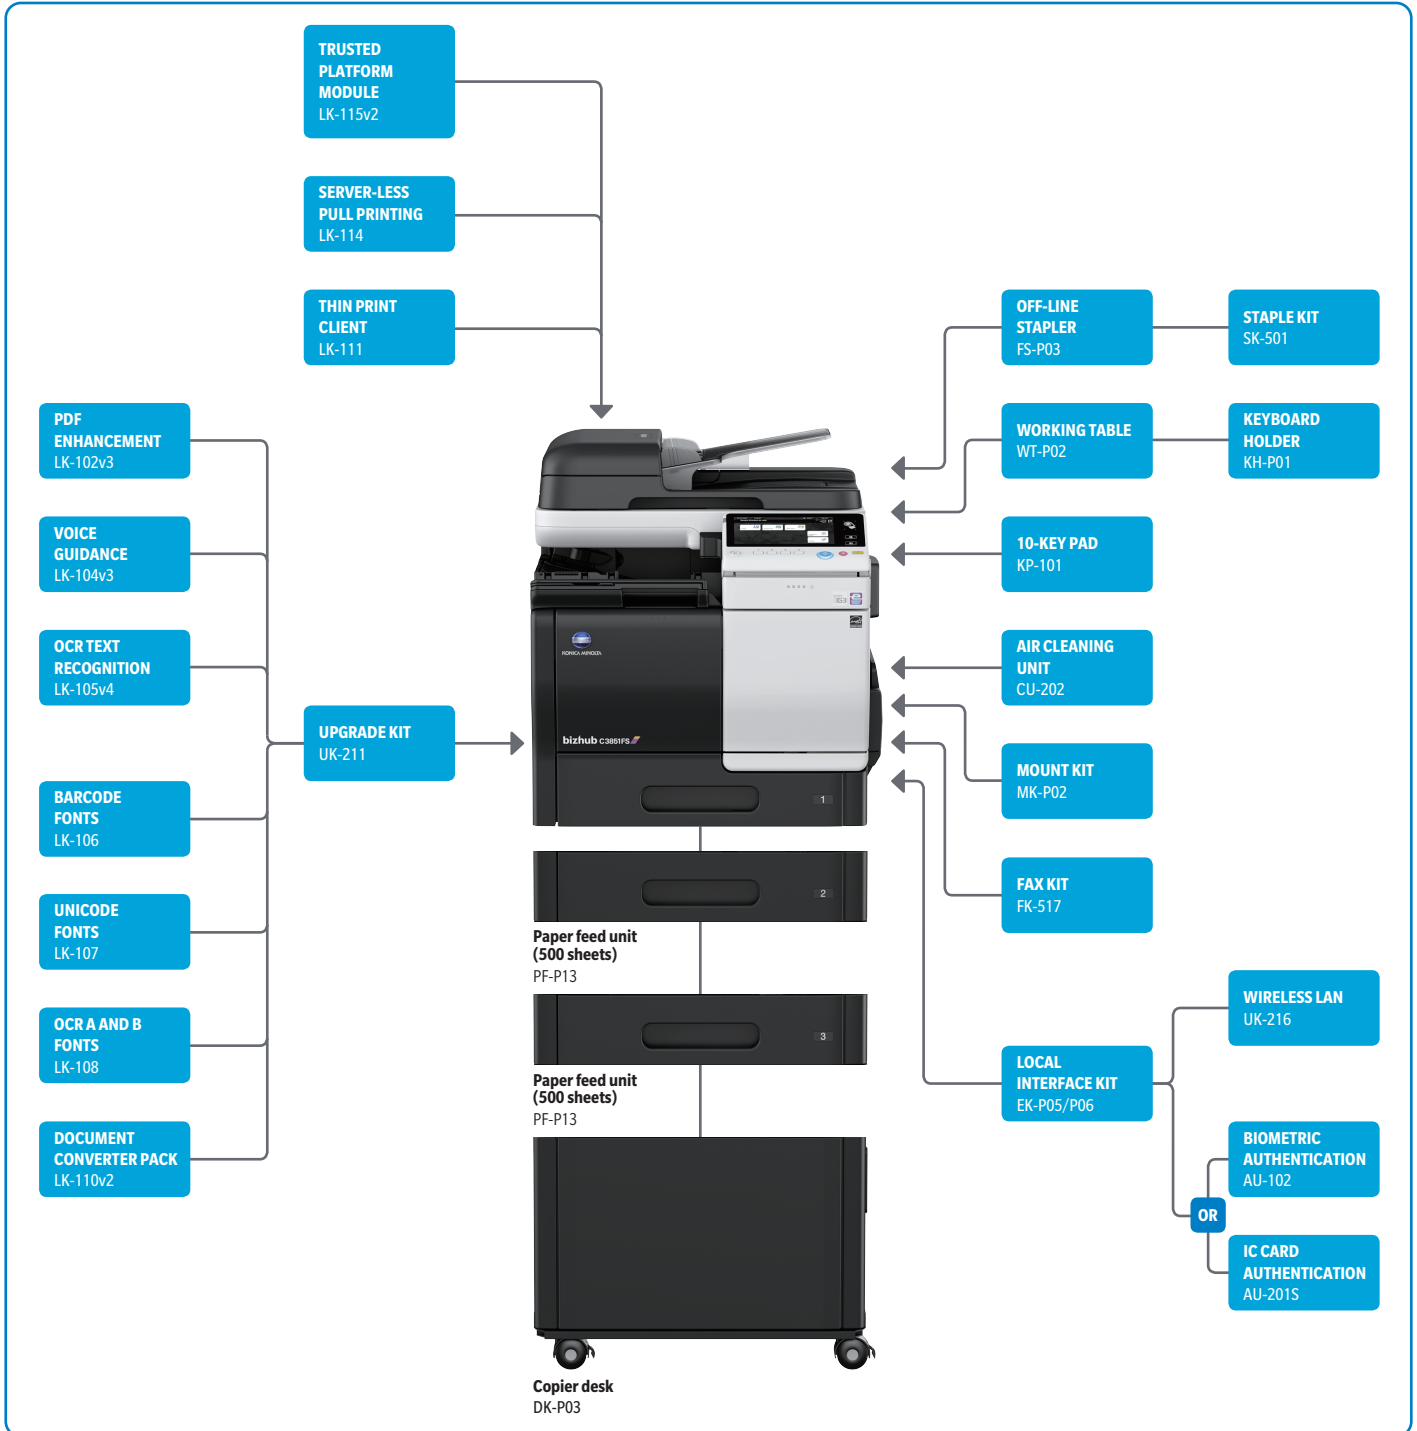 TRUSTED
PLATFORM
MODULE
LK-115v2
SERVER-LESS
PULL PRINTING
LK-114
THIN PRINT
CLIENT
LK-111
PDF
ENHANCEMENT
LK-102v3
VOICE
GUIDANCE
LK-104v3
OCR TEXT
RECOGNITION
LK-105v4
UPGRADE KIT
UK-211
BARCODE
FONTS
LK-106
UNICODE
FONTS
LK-107
OCR A AND B
FONTS
LK-108
DOCUMENT
CONVERTER PACK
LK-110v2
KONICA MINOLTA
bizhub C3851FS
1
2
Paper feed unit
(500 sheets)
PF-P13
3
Paper feed unit
(500 sheets)
PF-P13
Copier desk
DK-P03
OFF-LINE
STAPLER
FS-P03
STAPLE KIT
SK-501
WORKING TABLE
WT-P02
KEYBOARD
HOLDER
KH-P01
10-KEY PAD
KP-101
AIR CLEANING
UNIT
CU-202
MOUNT KIT
MK-P02
FAX KIT
FK-517
LOCAL
INTERFACE KIT
EK-P05/P06
WIRELESS LAN
UK-216
BIOMETRIC
AUTHENTICATION
AU-102
OR
IC CARD
AUTHENTICATION
AU-201S